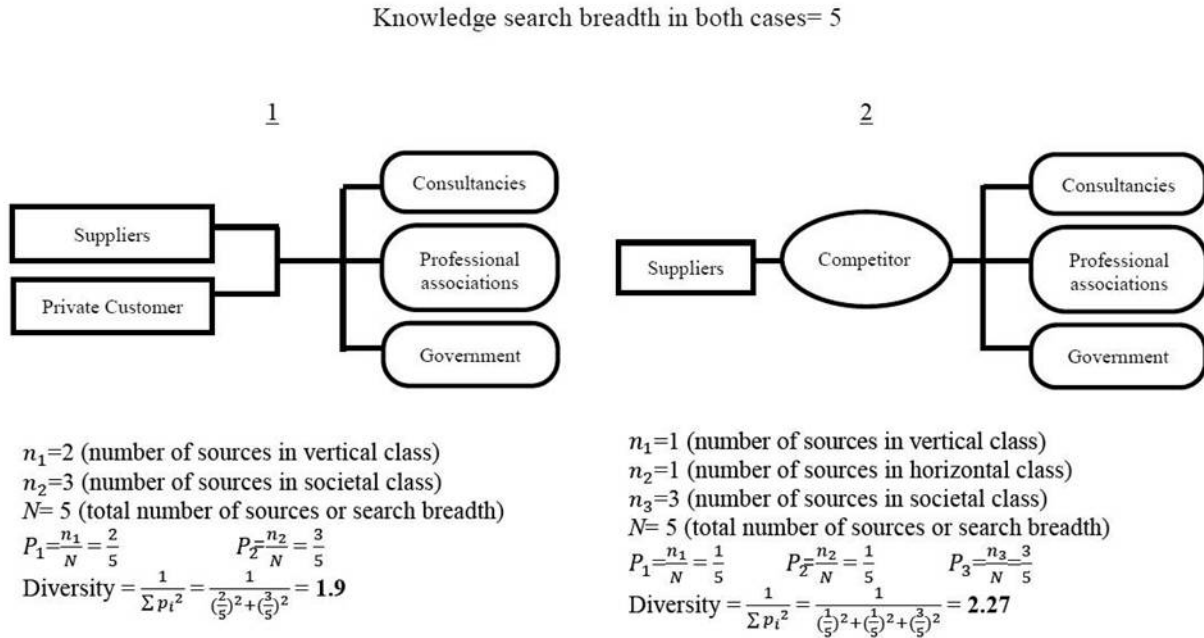 Knowledge search breadth in both cases= 5
1
Suppliers
Private Customer
Consultancies
Professional
associations
Government
n₁=2 (number of sources in vertical class)
n₂=3 (number of sources in societal class)
N= 5 (total number of sources or search breadth)
P₁=n₁/N = 2/5 P₂=n₂/N = 3/5
Diversity = 1/∑pᵢ² = 1/((2/5)²+(3/5)²) = 1.9
2
Suppliers
Competitor
Consultancies
Professional
associations
Government
n₁=1 (number of sources in vertical class)
n₂=1 (number of sources in horizontal class)
n₃=3 (number of sources in societal class)
N= 5 (total number of sources or search breadth)
P₁=n₁/N = 1/5 P₂=n₂/N = 1/5 P₃=n₃/N=3/5
Diversity = 1/∑pᵢ² = 1/((1/5)²+(1/5)²+(3/5)²) = 2.27